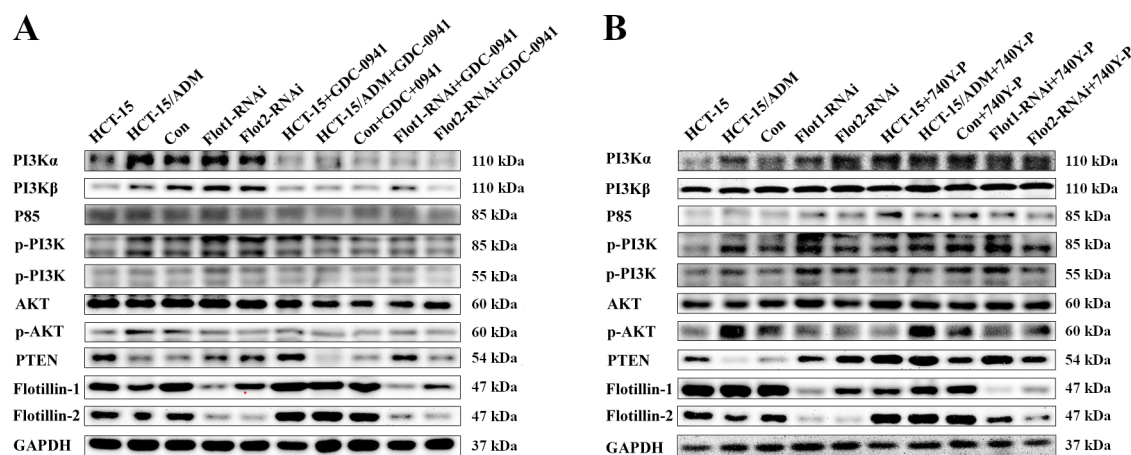 A
HCT-15
HCT-15/ADM
Con
Flot1-RNAi
Flot2-RNAi
HCT-15+GDC-0941
HCT-15/ADM+GDC-0941
Con+GDC+0941
Flot1-RNAi+GDC-0941
Flot2-RNAi+GDC-0941
PI3Kα 110 kDa
PI3Kβ 110 kDa
P85 85 kDa
p-PI3K 85 kDa
p-PI3K 55 kDa
AKT 60 kDa
p-AKT 60 kDa
PTEN 54 kDa
Flotillin-1 47 kDa
Flotillin-2 47 kDa
GAPDH 37 kDa
B
HCT-15
HCT-15/ADM
Con
Flot1-RNAi
Flot2-RNAi
HCT-15+740Y-P
HCT-15/ADM+740Y-P
Con+740Y-P
Flot1-RNAi+740Y-P
Flot2-RNAi+740Y-P
PI3Kα 110 kDa
PI3Kβ 110 kDa
P85 85 kDa
p-PI3K 85 kDa
p-PI3K 55 kDa
AKT 60 kDa
p-AKT 60 kDa
PTEN 54 kDa
Flotillin-1 47 kDa
Flotillin-2 47 kDa
GAPDH 37 kDa